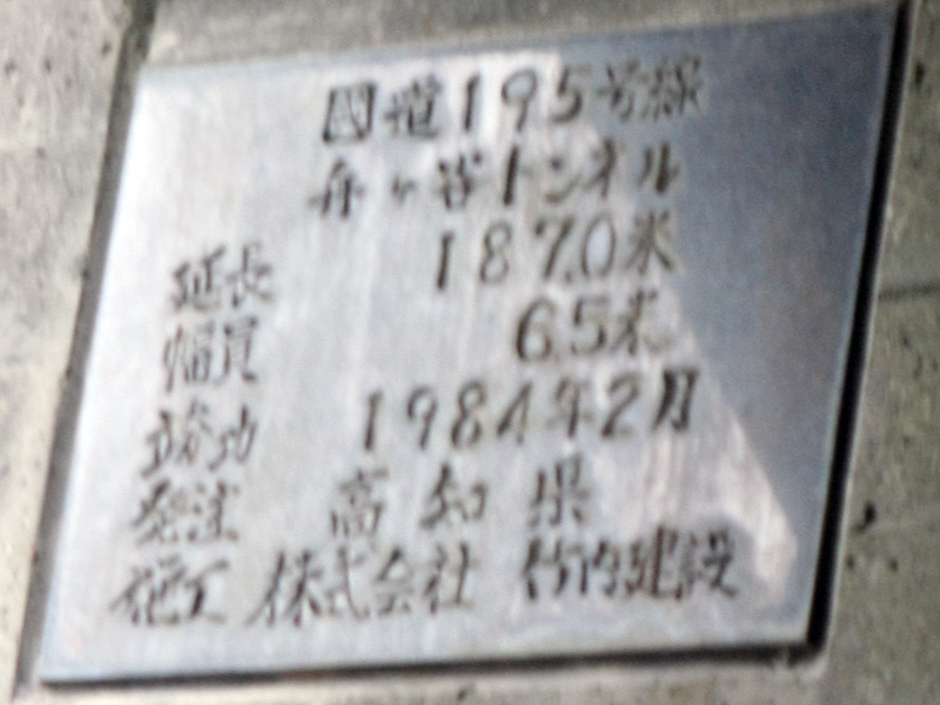 国道195号線
舟ヶ谷トンネル
延長 187.0米
幅員 6.5米
竣功 1984年2月
発注 高知県
施工 株式会社 竹内建設